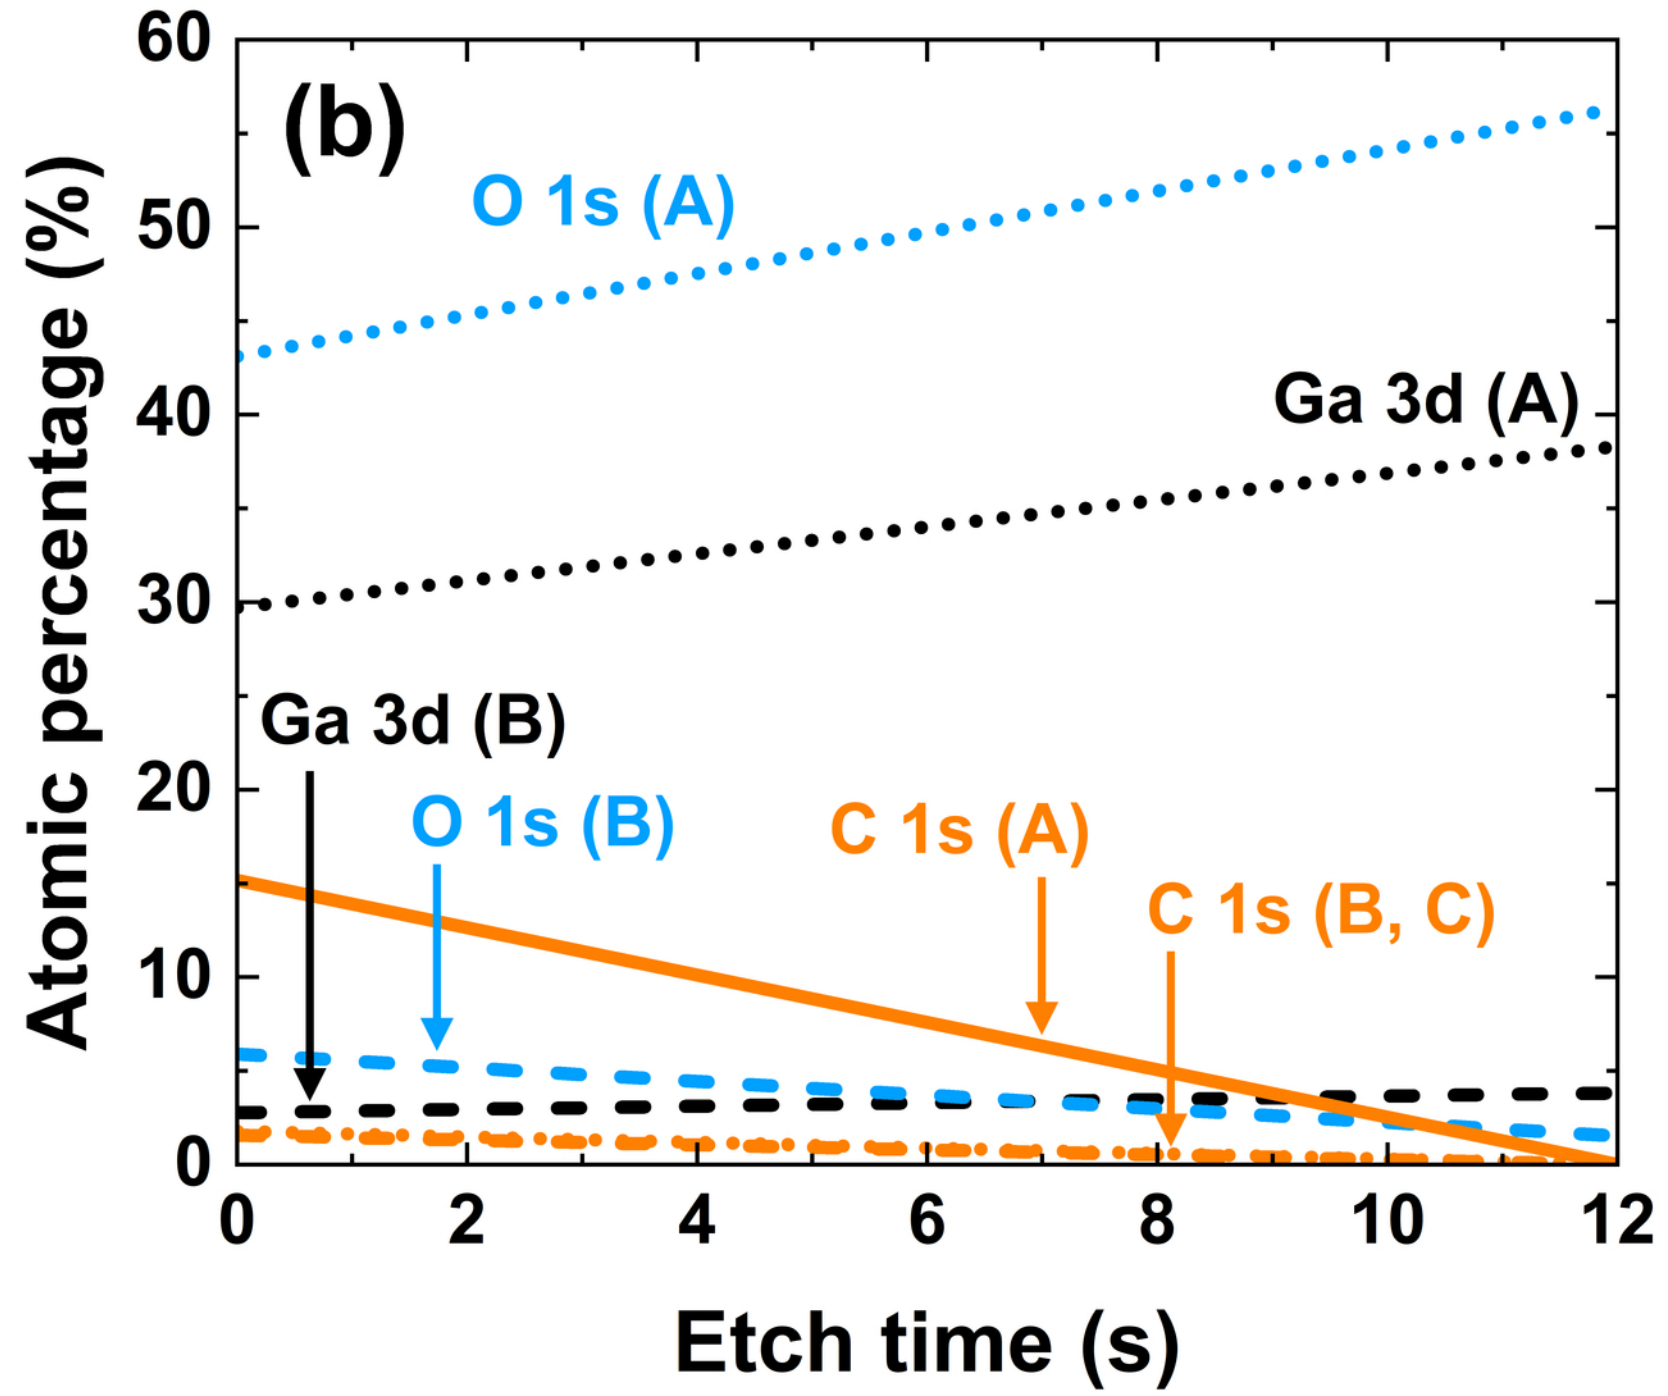 60
(b)
O 1s (A)
50
Ga 3d (A)
40
30
Ga 3d (B)
20
O 1s (B)
C 1s (A)
C 1s (B, C)
10
0
0 2 4 6 8 10 12
Atomic percentage (%)
Etch time (s)